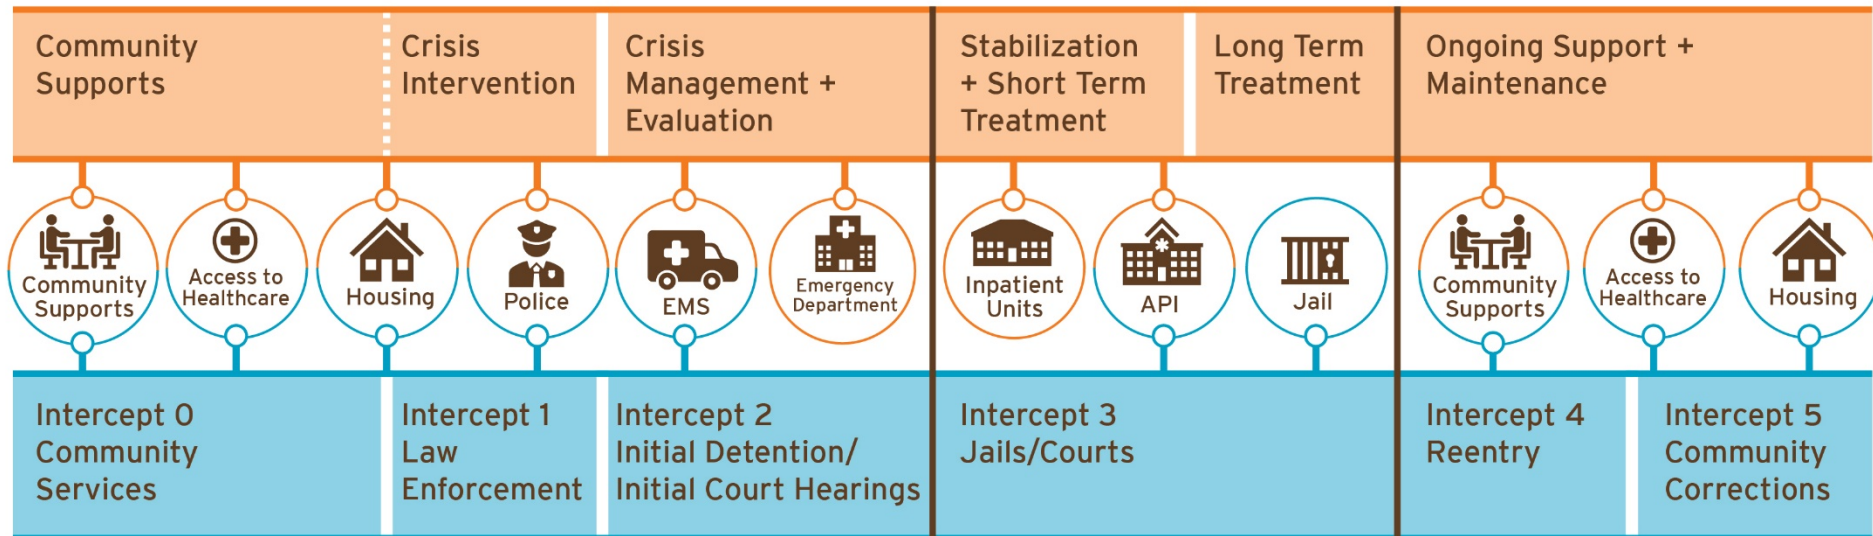 Community
Supports
Crisis
Intervention
Crisis
Management +
Evaluation
Stabilization
+ Short Term
Treatment
Long Term
Treatment
Ongoing Support +
Maintenance
Community
Supports
Access to
Healthcare
Housing
Police
EMS
Emergency
Department
Inpatient
Units
API
Jail
Community
Supports
Access to
Healthcare
Housing
Intercept 0
Community
Services
Intercept 1
Law
Enforcement
Intercept 2
Initial Detention/
Initial Court Hearings
Intercept 3
Jails/Courts
Intercept 4
Reentry
Intercept 5
Community
Corrections